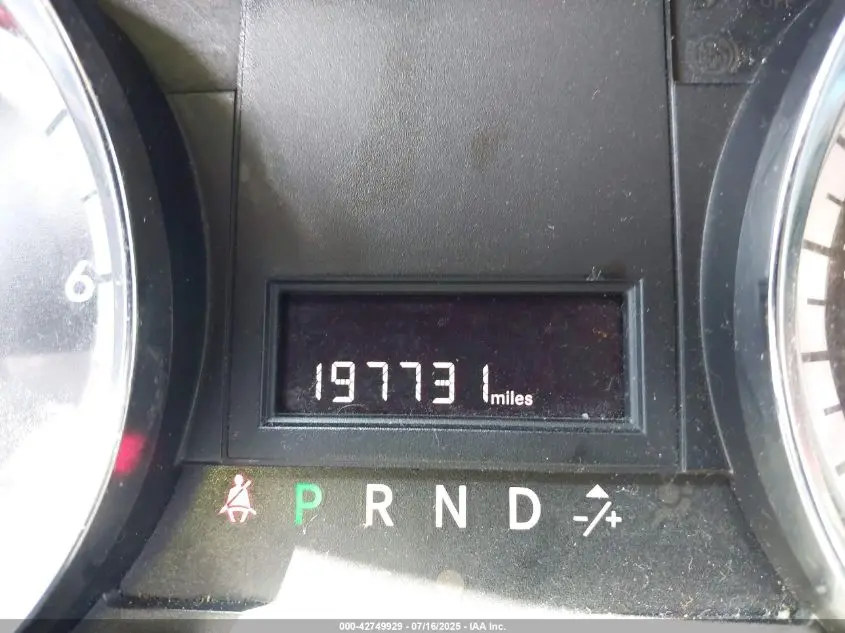 6
197731 miles
P R N D -/+
000-42749929 - 07/16/2025 - IAA Inc.